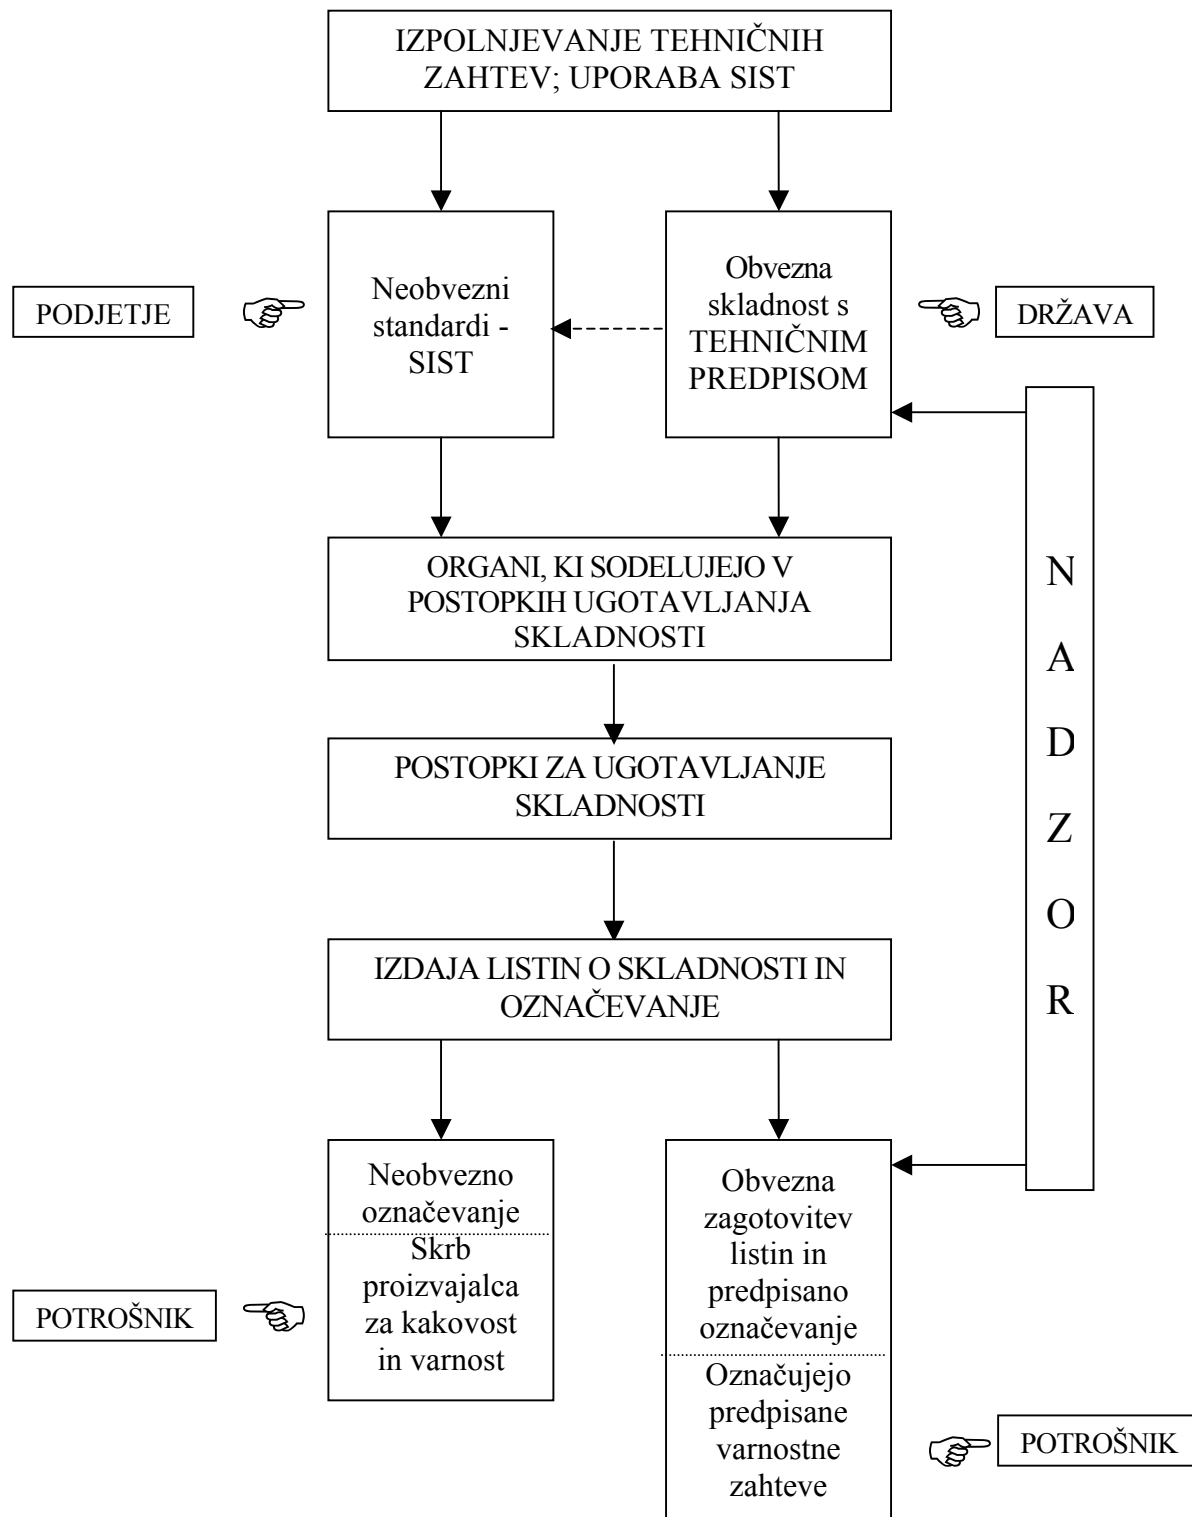 IZPOLNJEVANJE TEHNIČNIH
ZAHTEV; UPORABA SIST
PODJETJE
Neobvezni
standardi -
SIST
Obvezna
skladnost s
TEHNIČNIM
PREDPISOM
DRŽAVA
N
A
D
Z
O
R
ORGANI, KI SODELUJEJO V
POSTOPKIH UGOTAVLJANJA
SKLADNOSTI
POSTOPKI ZA UGOTAVLJANJE
SKLADNOSTI
IZDAJA LISTIN O SKLADNOSTI IN
OZNAČEVANJE
Neobvezno
označevanje
Skrb
proizvajalca
za kakovost
in varnost
POTROŠNIK
Obvezna
zagotovitev
listin in
predpisano
označevanje
Označujejo
predpisane
varnostne
zahteve
POTROŠNIK